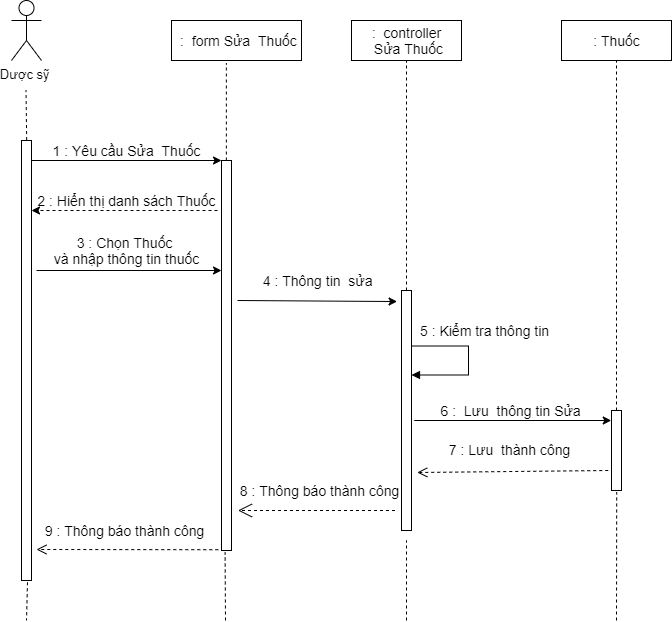 : form Sửa Thuốc
: controller
Sửa Thuốc
: Thuốc
Dược sỹ
1 : Yêu cầu Sửa Thuốc
2 : Hiển thị danh sách Thuốc
3 : Chọn Thuốc
và nhập thông tin thuốc
4 : Thông tin sửa
5 : Kiểm tra thông tin
6 : Lưu thông tin Sửa
7 : Lưu thành công
8 : Thông báo thành công
9 : Thông báo thành công